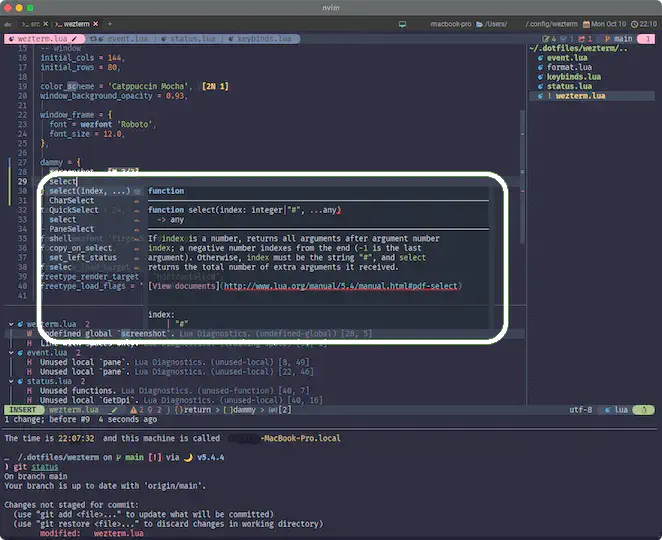 nvim
src × wezterm × +
macbook-pro /Users/ /.config/wezterm Mon Oct 10 22:10
wezterm.lua event.lua status.lua keybinds.lua 4 1 1 main 1
15 -- window
16 initial_cols = 144,
17 initial_rows = 80,
18
19 color_scheme = 'Catppuccin Mocha', [2N 1]
20 window_background_opacity = 0.93,
21
22 window_frame = {
23 font = wezfont 'Roboto',
24 font_size = 12.0,
25 },
26
27 dammy = {
28
29 select
~/.dotfiles/wezterm/..
event.lua
format.lua
keybinds.lua
status.lua
! wezterm.lua
select(index, ...)
CharSelect
QuickSelect
select
PaneSelect
shell
copy_on_select
set_left_status
selec
function
function select(index: integer|"#", ...any)
-> any
If index is a number, returns all arguments after argument number
index; a negative number indexes from the end (-1 is the last
argument). Otherwise, index must be the string "#", and select
returns the total number of extra arguments it received.
[View documents](http://www.lua.org/manual/5.4/manual.html#pdf-select)
index:
| "#"
40 freetype_load_flags = "
41
wezterm.lua 2
W Undefined global `screenshot`. Lua Diagnostics. (undefined-global) [28, 5]
event.lua 2
H Unused local `pane`. Lua Diagnostics. (unused-local) [8, 49]
H Unused local `pane`. Lua Diagnostics. (unused-local) [22, 46]
status.lua 2
H Unused functions. Lua Diagnostics. (unused-function) [40, 7]
H Unused local `GetDpi`. Lua Diagnostics. (unused-local) [40, 16]
INSERT wezterm.lua 2 0 2 ) {}return > []dammy > [2] utf-8 lua
1 change; before #9 4 seconds ago
The time is 22:07:32 and this machine is called -MacBook-Pro.local
/.dotfiles/wezterm on main [!] via v5.4.4
) git status
On branch main
Your branch is up to date with 'origin/main'.
Changes not staged for commit:
(use "git add <file>..." to update what will be committed)
(use "git restore <file>..." to discard changes in working directory)
modified: wezterm.lua